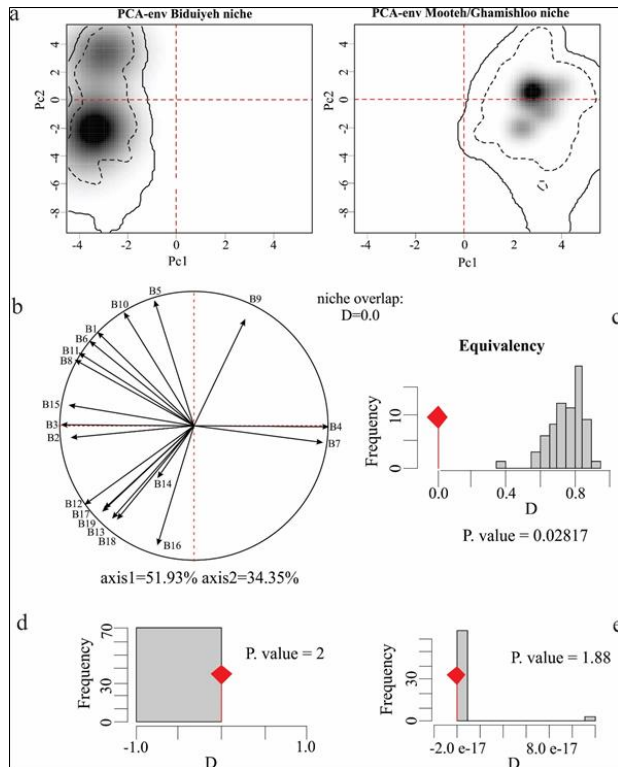 a
PCA-env Biduiyeh niche
PCA-env Mooteh/Ghamishloo niche
Pc2
4
2
0
-2
-4
-6
-8
-4 -2 0 2 4
Pc1
Pc2
4
2
0
-2
-4
-6
-8
-4 -2 0 2 4
Pc1
b
B5
B10
B9
B1
B6
B11
B8
B15
B3
B2
B4
B7
B14
B12
B17
B19
B13
B18
B16
axis1=51.93% axis2=34.35%
niche overlap:
D=0.0
c
Equivalency
Frequency
0 10
0.0 0.4 0.8
D
P. value = 0.02817
d
Frequency
0 30 70
P. value = 2
-1.0 1.0
D
e
Frequency
0 30
P. value = 1.88
-2.0 e-17 8.0 e-17
D